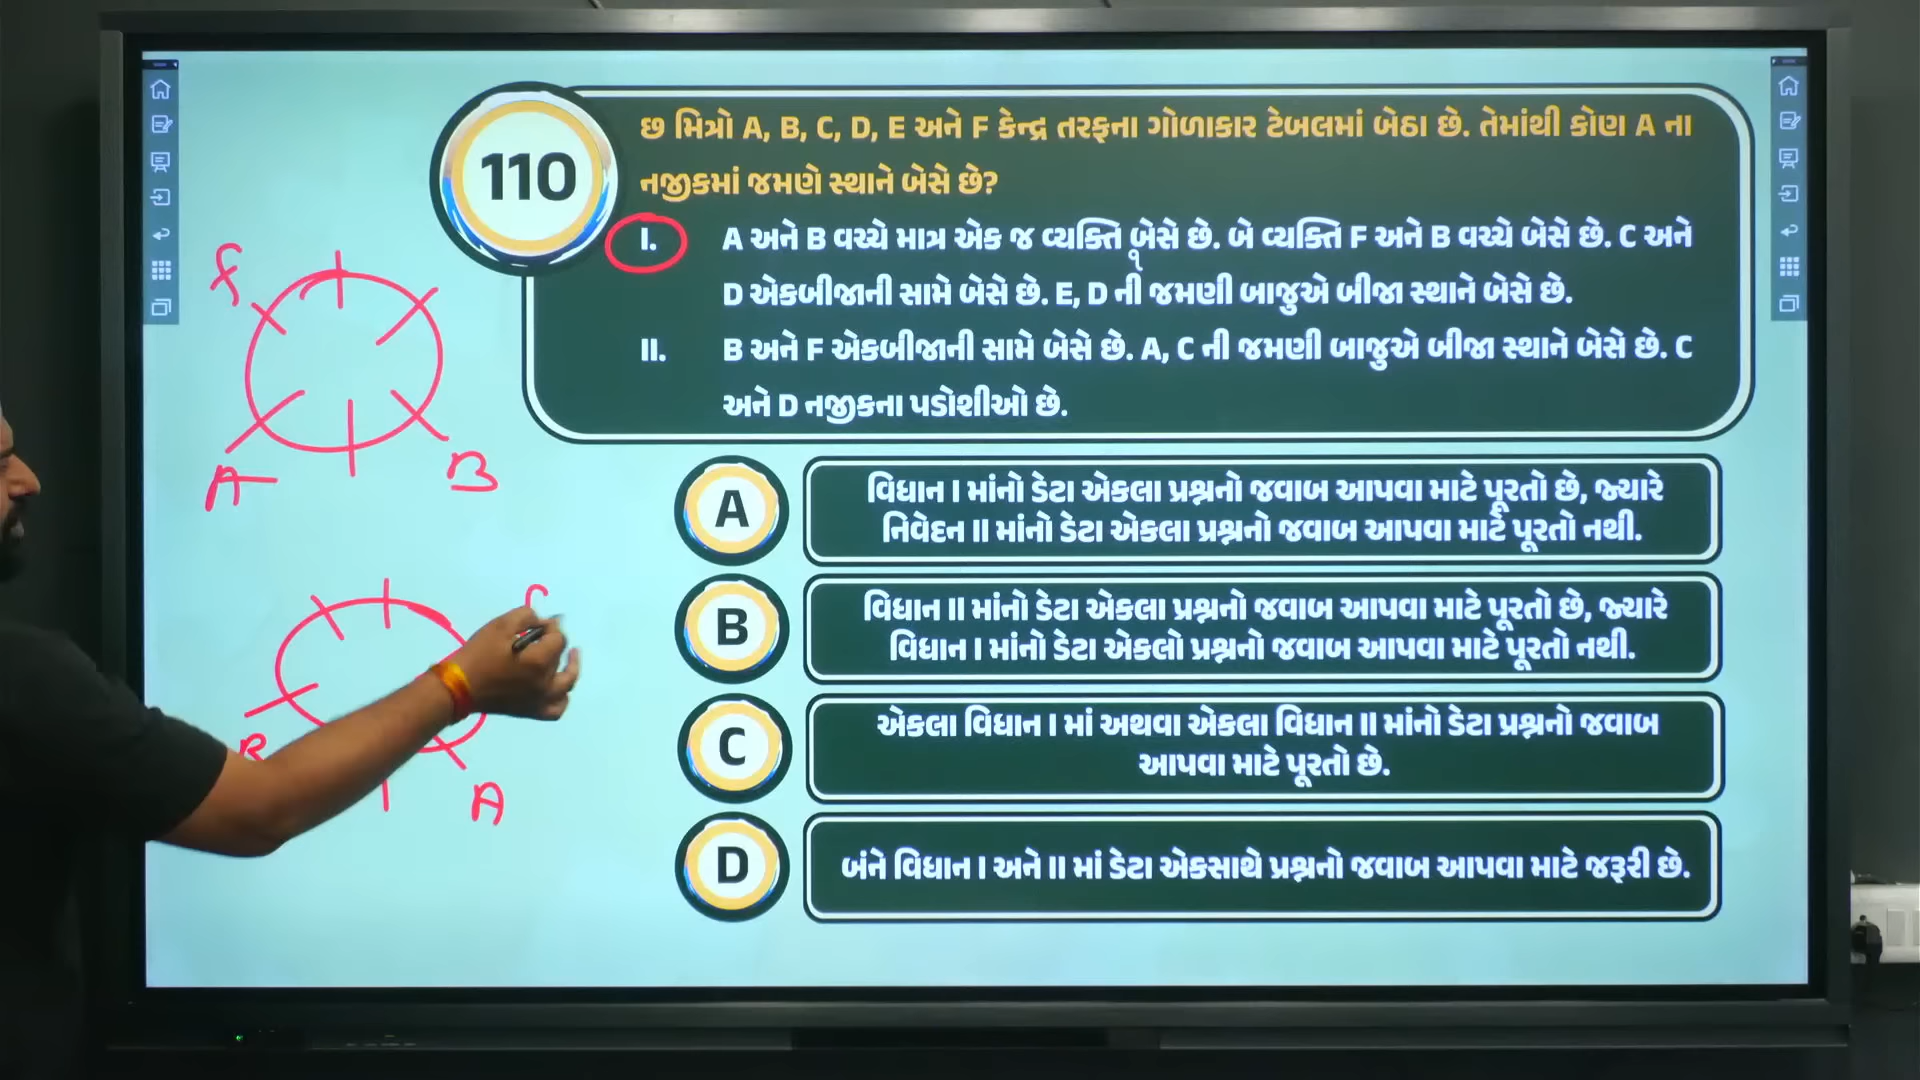 110
છ મિત્રો A, B, C, D, E અને F કેન્દ્ર તરફના ગોળાકાર ટેબલમાં બેઠા છે. તેમાંથી કોણ A ના
નજીકમાં જમણે સ્થાને બેસે છે?
I. A અને B વચ્ચે માત્ર એક જ વ્યક્તિ બેસે છે. બે વ્યક્તિ F અને B વચ્ચે બેસે છે. C અને
D એકબીજાની સામે બેસે છે. E, D ની જમણી બાજુએ બીજા સ્થાને બેસે છે.
II. B અને F એકબીજાની સામે બેસે છે. A, C ની જમણી બાજુએ બીજા સ્થાને બેસે છે. C
અને D નજીકના પડોશીઓ છે.
F
A
B
A
A વિધાન I માંનો ડેટા એકલા પ્રશ્નનો જવાબ આપવા માટે પૂરતો છે, જ્યારે
નિવેદન II માંનો ડેટા એકલા પ્રશ્નનો જવાબ આપવા માટે પૂરતો નથી.
B વિધાન II માંનો ડેટા એકલા પ્રશ્નનો જવાબ આપવા માટે પૂરતો છે, જ્યારે
વિધાન I માંનો ડેટા એકલો પ્રશ્નનો જવાબ આપવા માટે પૂરતો નથી.
C એકલા વિધાન I માં અથવા એકલા વિધાન II માંનો ડેટા પ્રશ્નનો જવાબ
આપવા માટે પૂરતો છે.
D બંને વિધાન I અને II માં ડેટા એકસાથે પ્રશ્નનો જવાબ આપવા માટે જરૂરી છે.